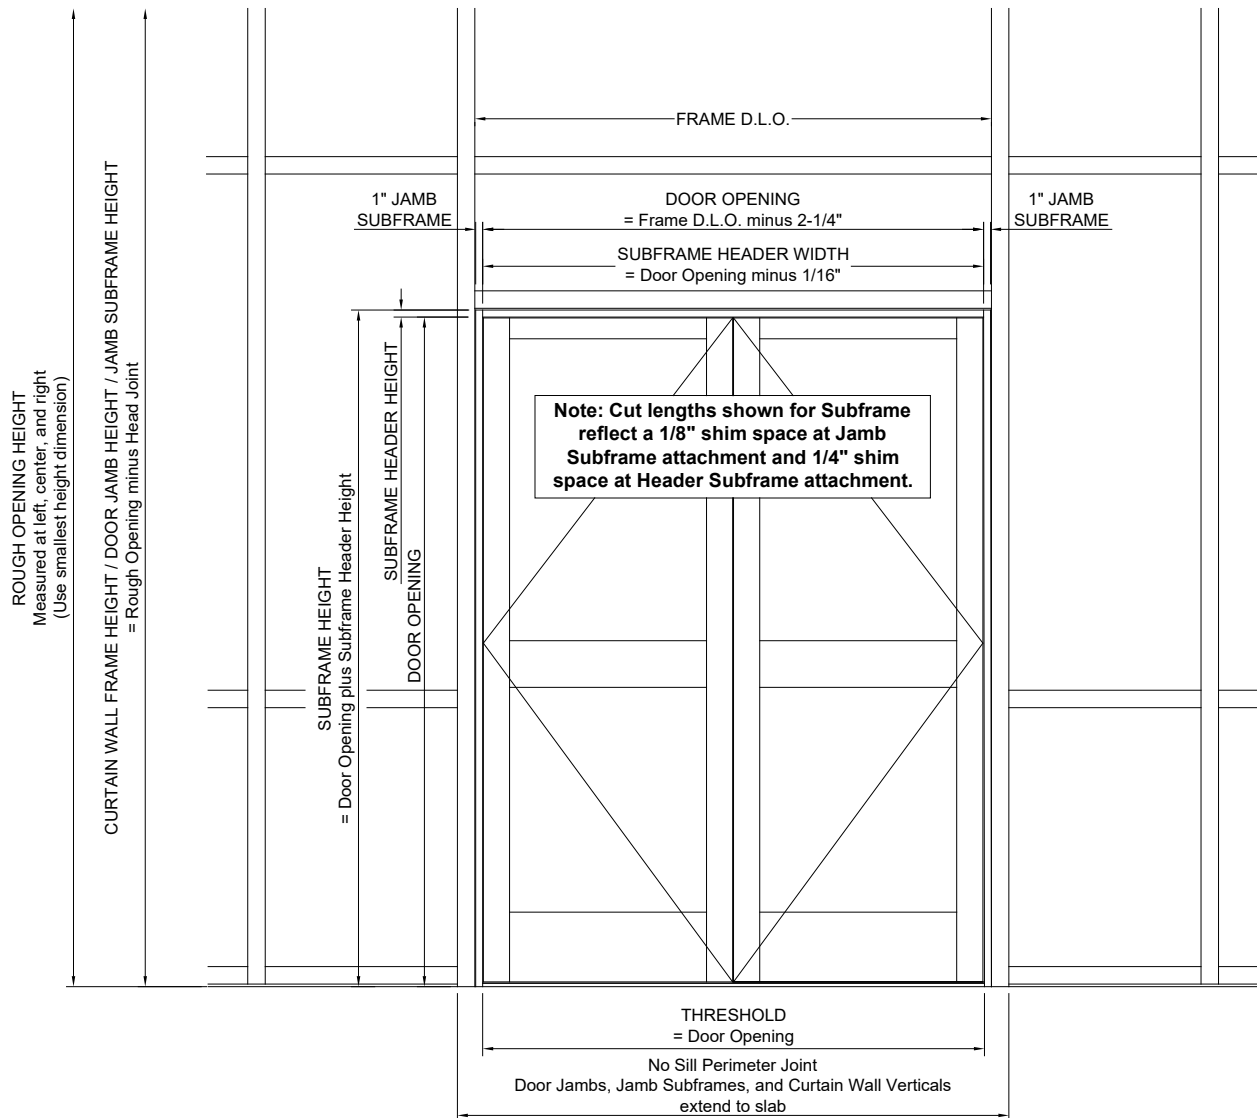 FRAME D.L.O.
1" JAMB
SUBFRAME
DOOR OPENING
= Frame D.L.O. minus 2-1/4"
1" JAMB
SUBFRAME
SUBFRAME HEADER WIDTH
= Door Opening minus 1/16"
ROUGH OPENING HEIGHT
Measured at left, center, and right
(Use smallest height dimension)
CURTAIN WALL FRAME HEIGHT / DOOR JAMB HEIGHT / JAMB SUBFRAME HEIGHT
= Rough Opening minus Head Joint
SUBFRAME HEIGHT
= Door Opening plus Subframe Header Height
SUBFRAME HEADER HEIGHT
DOOR OPENING
Note: Cut lengths shown for Subframe
reflect a 1/8" shim space at Jamb
Subframe attachment and 1/4" shim
space at Header Subframe attachment.
THRESHOLD
= Door Opening
No Sill Perimeter Joint
Door Jambs, Jamb Subframes, and Curtain Wall Verticals
extend to slab